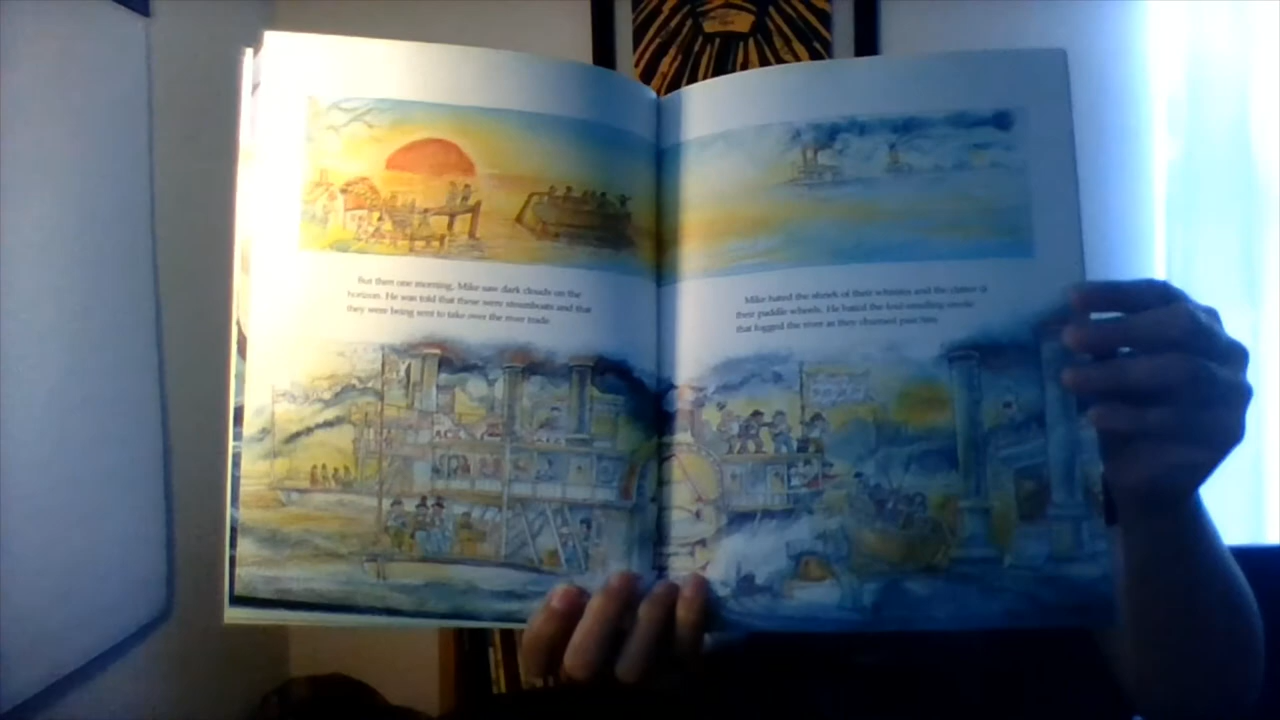 But then one morning, Mike saw dark clouds on the
horizon. He was told that these were steamboats and that
they were being sent to take over the river trade.
Mike hated the shriek of their whistles and the clatter of
their paddle wheels. He hated the foul-smelling smoke
that fogged the river as they churned past him.